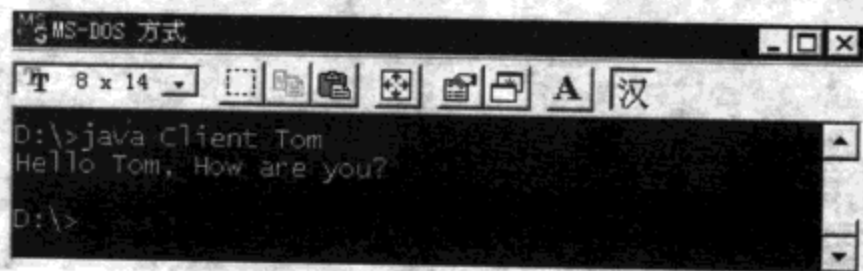 MS-DOS 方式
T 8 x 14 A 汉
D:\>java Client Tom
Hello Tom, How are you?
D:\>